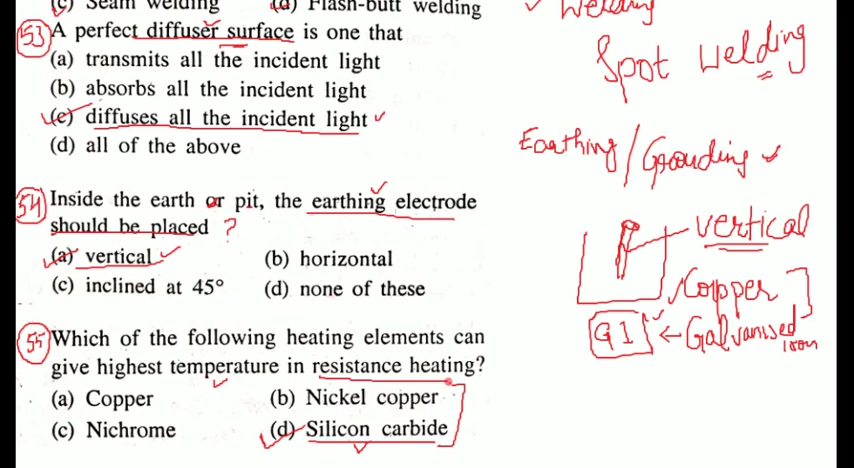 (c) Seam welding (d) Flash-butt welding
Welding
53 A perfect diffuser surface is one that
(a) transmits all the incident light
(b) absorbs all the incident light
(c) diffuses all the incident light
(d) all of the above
Spot Welding
Earthing/Grouding
54 Inside the earth or pit, the earthing electrode
should be placed ?
(a) vertical (b) horizontal
(c) inclined at 45° (d) none of these
vertical
Copper
GI ← Galvanised
iron
55 Which of the following heating elements can
give highest temperature in resistance heating?
(a) Copper (b) Nickel copper
(c) Nichrome (d) Silicon carbide